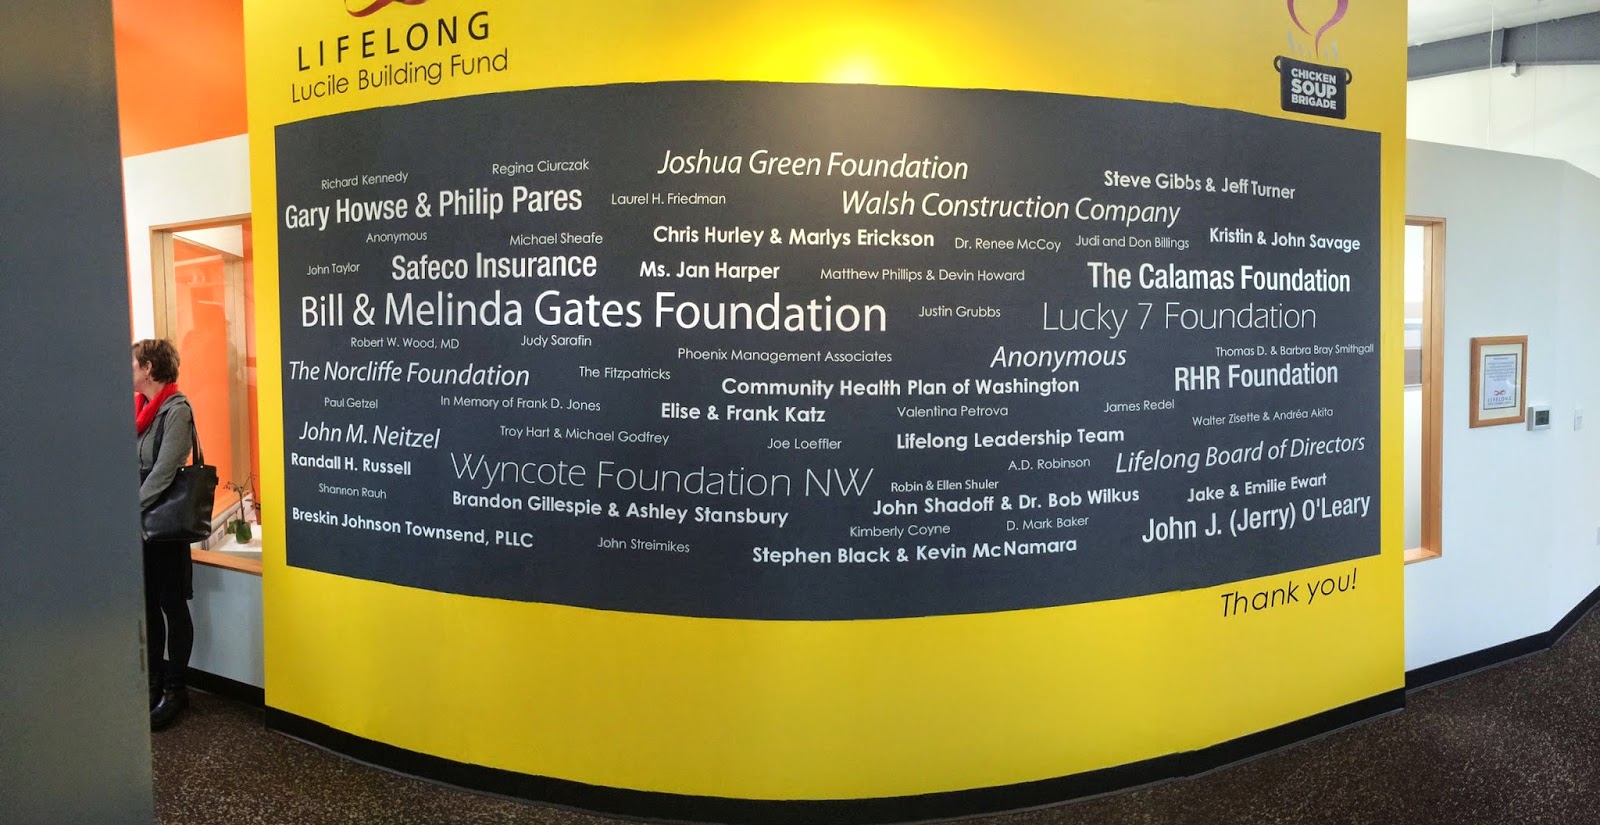 LIFELONG
Lucile Building Fund
CHICKEN
SOUP
BRIGADE
Richard Kennedy
Regina Ciurczak
Joshua Green Foundation
Steve Gibbs & Jeff Turner
Gary Howse & Philip Pares
Laurel H. Friedman
Walsh Construction Company
Anonymous
Michael Sheafe
Chris Hurley & Marlys Erickson
Dr. Renee McCoy
Judi and Don Billings
Kristin & John Savage
John Taylor
Safeco Insurance
Ms. Jan Harper
Matthew Phillips & Devin Howard
The Calamas Foundation
Bill & Melinda Gates Foundation
Justin Grubbs
Lucky 7 Foundation
Robert W. Wood, MD
Judy Sarafin
Phoenix Management Associates
Anonymous
Thomas D. & Barbra Bray Smithgall
The Norcliffe Foundation
The Fitzpatricks
Community Health Plan of Washington
RHR Foundation
Paul Getzel
In Memory of Frank D. Jones
Elise & Frank Katz
Valentina Petrova
James Redel
Walter Zisette & Andréa Akita
John M. Neitzel
Troy Hart & Michael Godfrey
Joe Loeffler
Lifelong Leadership Team
Lifelong Board of Directors
Randall H. Russell
Wyncote Foundation NW
A.D. Robinson
Shannon Rauh
Robin & Ellen Shuler
Jake & Emilie Ewart
Brandon Gillespie & Ashley Stansbury
John Shadoff & Dr. Bob Wilkus
Breskin Johnson Townsend, PLLC
John Streimikes
Kimberly Coyne
D. Mark Baker
John J. (Jerry) O'Leary
Stephen Black & Kevin McNamara
Thank you!
LIFELONG